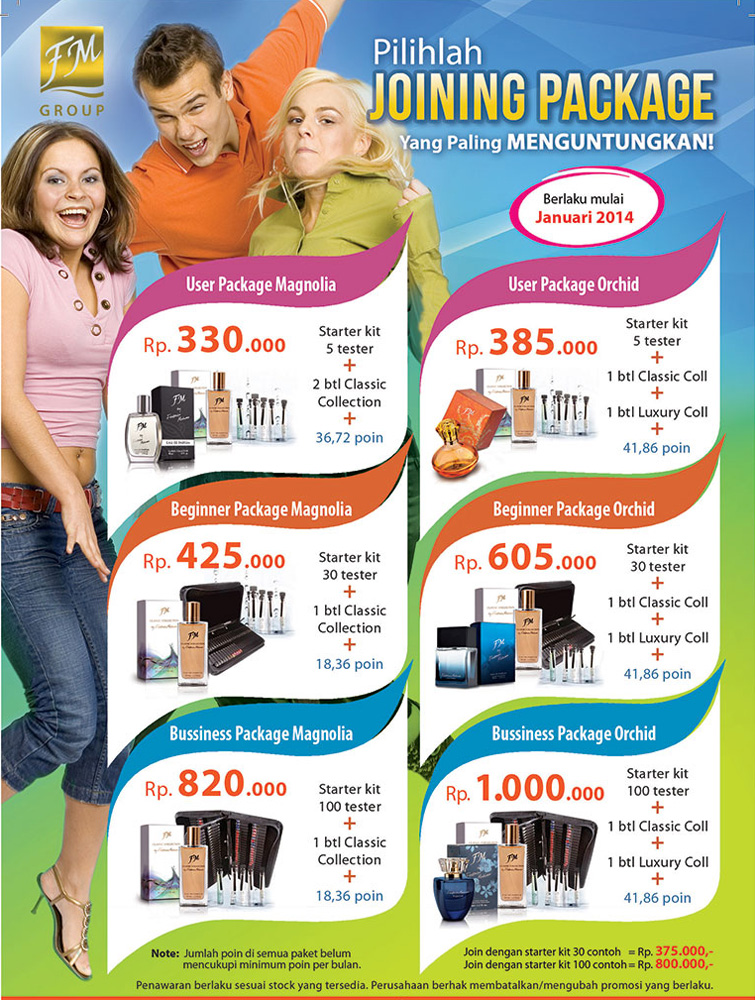 FM
GROUP
Pilihlah
JOINING PACKAGE
Yang Paling MENGUNTUNGKAN!
Berlaku mulai
Januari 2014
User Package Magnolia
Rp. 330.000
Starter kit
5 tester
+
2 btl Classic
Collection
+
36,72 poin
User Package Orchid
Rp. 385.000
Starter kit
5 tester
+
1 btl Classic Coll
+
1 btl Luxury Coll
+
41,86 poin
Beginner Package Magnolia
Rp. 425.000
Starter kit
30 tester
+
1 btl Classic
Collection
+
18,36 poin
Beginner Package Orchid
Rp. 605.000
Starter kit
30 tester
+
1 btl Classic Coll
+
1 btl Luxury Coll
+
41,86 poin
Bussiness Package Magnolia
Rp. 820.000
Starter kit
100 tester
+
1 btl Classic
Collection
+
18,36 poin
Bussiness Package Orchid
Rp. 1.000.000
Starter kit
100 tester
+
1 btl Classic Coll
+
1 btl Luxury Coll
+
41,86 poin
Note: Jumlah poin di semua paket belum
mencukupi minimum poin per bulan.
Join dengan starter kit 30 contoh = Rp. 375.000,-
Join dengan starter kit 100 contoh = Rp. 800.000,-
Penawaran berlaku sesuai stock yang tersedia. Perusahaan berhak membatalkan/mengubah promosi yang berlaku.